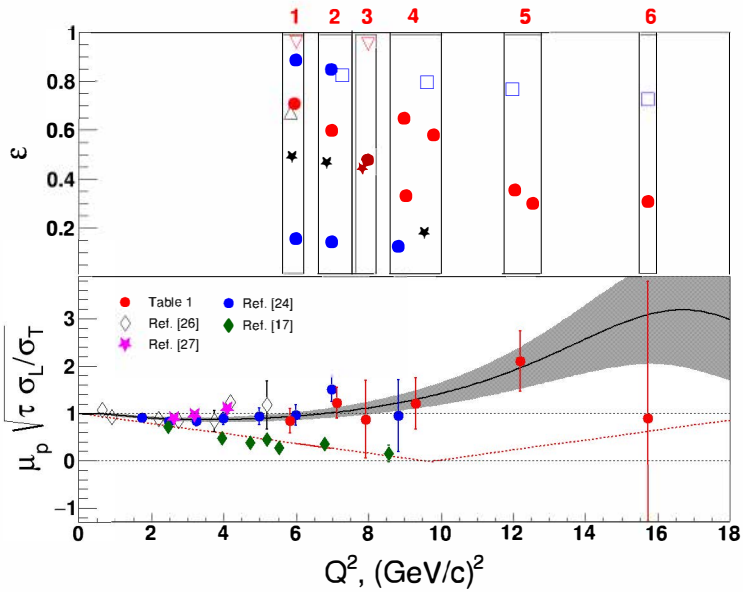 1 2 3 4 5 6
1
0.8
0.6
0.4
0.2
ε
Table 1
Ref. [24]
Ref. [26]
Ref. [17]
Ref. [27]
3
2
1
0
−1
μp √τ σL/σT
0 2 4 6 8 10 12 14 16 18
Q², (GeV/c)²